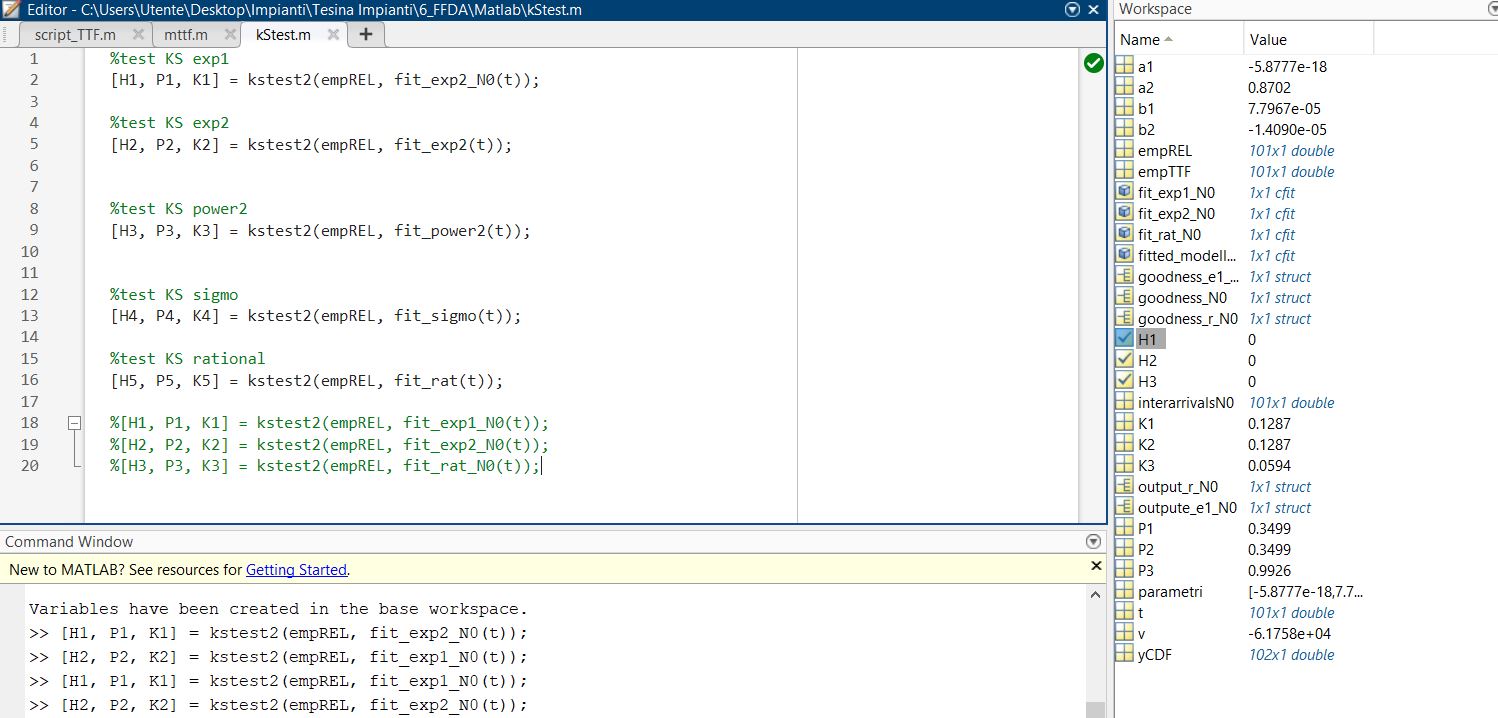 Editor - C:\Users\Utente\Desktop\Impianti\Tesina Impianti\6_FFDA\Matlab\kStest.m
script_TTF.m
mttf.m
kStest.m
1 %test KS exp1
2 [H1, P1, K1] = kstest2(empREL, fit_exp2_N0(t));
3
4 %test KS exp2
5 [H2, P2, K2] = kstest2(empREL, fit_exp2(t));
6
7
8 %test KS power2
9 [H3, P3, K3] = kstest2(empREL, fit_power2(t));
10
11
12 %test KS sigmo
13 [H4, P4, K4] = kstest2(empREL, fit_sigmo(t));
14
15 %test KS rational
16 [H5, P5, K5] = kstest2(empREL, fit_rat(t));
17
18 %[H1, P1, K1] = kstest2(empREL, fit_exp1_N0(t));
19 %[H2, P2, K2] = kstest2(empREL, fit_exp2_N0(t));
20 %[H3, P3, K3] = kstest2(empREL, fit_rat_N0(t));
Command Window
New to MATLAB? See resources for Getting Started.
Variables have been created in the base workspace.
>> [H1, P1, K1] = kstest2(empREL, fit_exp2_N0(t));
>> [H2, P2, K2] = kstest2(empREL, fit_exp1_N0(t));
>> [H1, P1, K1] = kstest2(empREL, fit_exp1_N0(t));
>> [H2, P2, K2] = kstest2(empREL, fit_exp2_N0(t));
Workspace
Name Value
a1 -5.8777e-18
a2 0.8702
b1 7.7967e-05
b2 -1.4090e-05
empREL 101x1 double
empTTF 101x1 double
fit_exp1_N0 1x1 cfit
fit_exp2_N0 1x1 cfit
fit_rat_N0 1x1 cfit
fitted_modell... 1x1 cfit
goodness_e1_... 1x1 struct
goodness_N0 1x1 struct
goodness_r_N0 1x1 struct
H1 0
H2 0
H3 0
interarrivalsN0 101x1 double
K1 0.1287
K2 0.1287
K3 0.0594
output_r_N0 1x1 struct
outpute_e1_N0 1x1 struct
P1 0.3499
P2 0.3499
P3 0.9926
parametri [-5.8777e-18,7.7...
t 101x1 double
v -6.1758e+04
yCDF 102x1 double